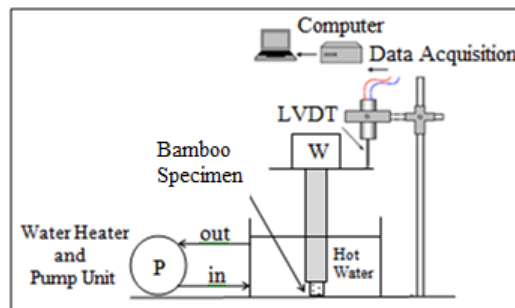 Computer
Data Acquisition
LVDT
W
Bamboo
Specimen
Water Heater
and
Pump Unit
P
out
in
Hot
Water